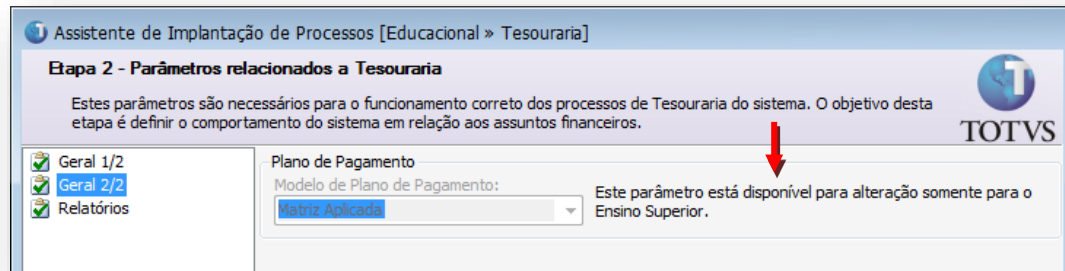 Assistente de Implantação de Processos [Educacional » Tesouraria]
Etapa 2 - Parâmetros relacionados a Tesouraria
Estes parâmetros são necessários para o funcionamento correto dos processos de Tesouraria do sistema. O objetivo desta
etapa é definir o comportamento do sistema em relação aos assuntos financeiros.
TOTVS
Geral 1/2
Geral 2/2
Relatórios
Plano de Pagamento
Modelo de Plano de Pagamento:
Matriz Aplicada
Este parâmetro está disponível para alteração somente para o
Ensino Superior.